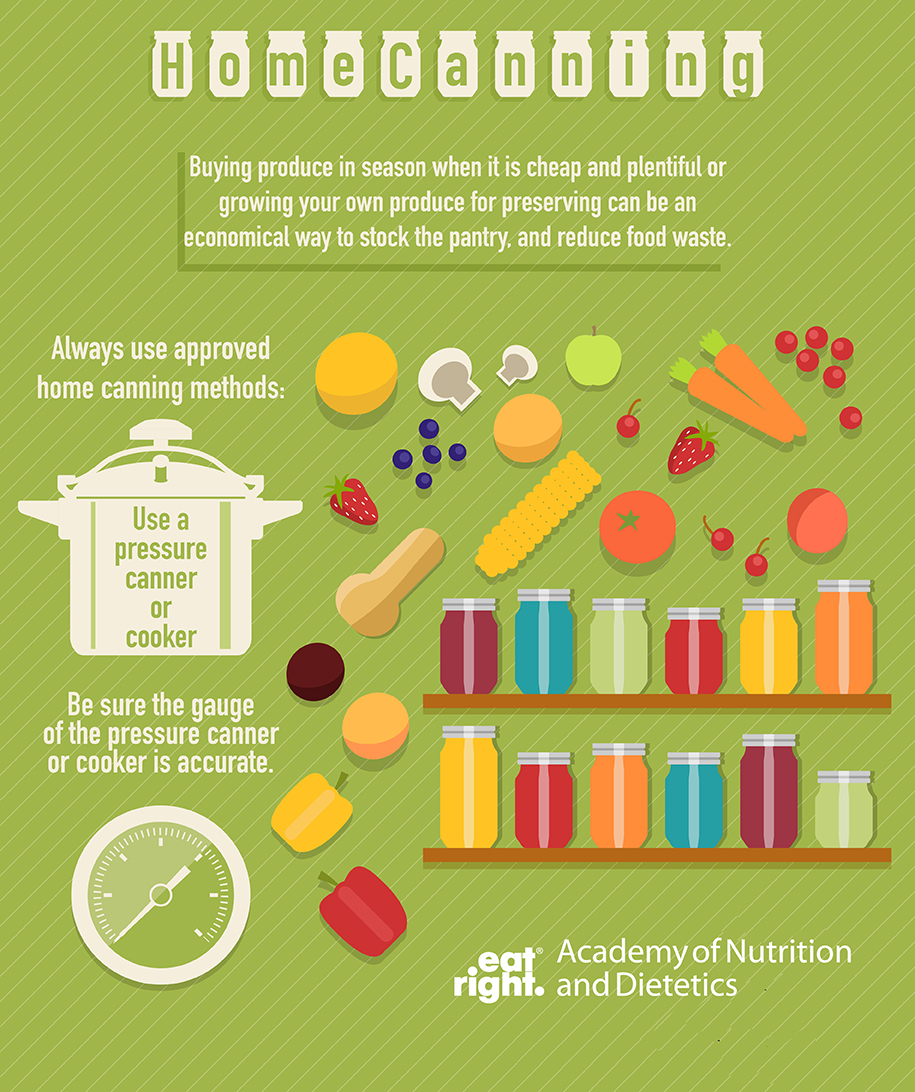 HomeCanning
Buying produce in season when it is cheap and plentiful or
growing your own produce for preserving can be an
economical way to stock the pantry, and reduce food waste.
Always use approved
home canning methods:
Use a
pressure
canner
or
cooker
Be sure the gauge
of the pressure canner
or cooker is accurate.
eat®
right.
Academy of Nutrition
and Dietetics